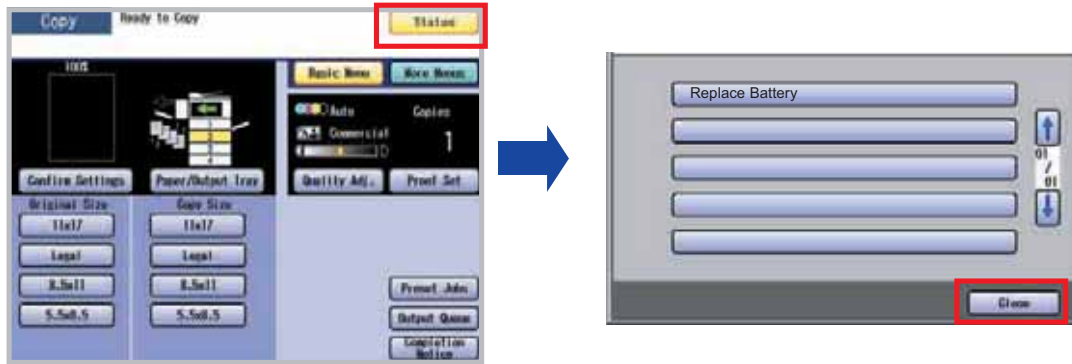 Copy
Ready to Copy
Status
100%
Basic Menu
More Menus
Auto
Copies
Commercial
1
Confirm Settings
Paper/Output Tray
Quality Adj.
Proof Set
Original Size
Copy Size
11x17
11x17
Legal
Legal
8.5x11
8.5x11
5.5x8.5
5.5x8.5
Preset Jobs
Output Queue
Completion
Notice
Replace Battery
01
/
01
Close